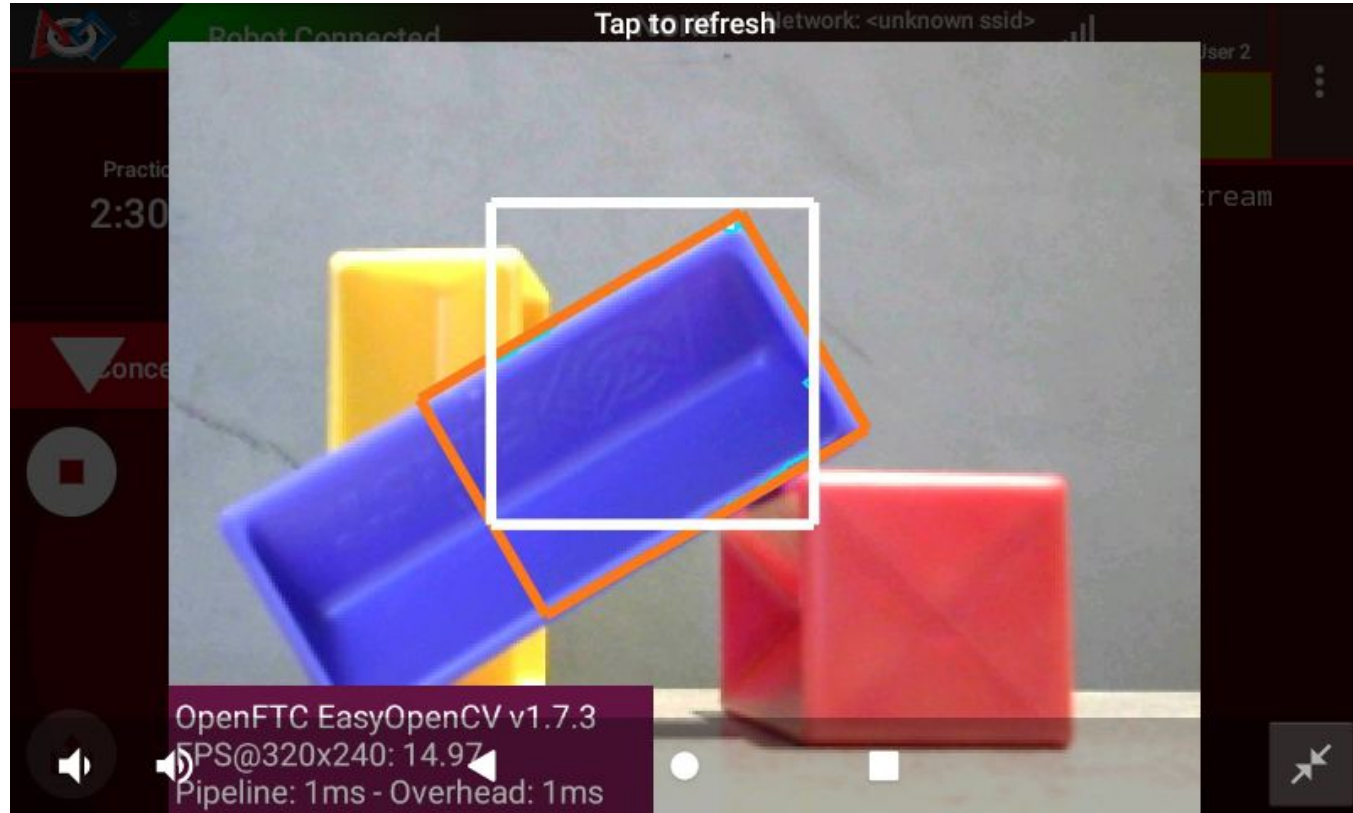 Tap to refresh
Robot Connected
Network: <unknown ssid>
User 2
Practic
2:30
tream
Conce
OpenFTC EasyOpenCV v1.7.3
FPS@320x240: 14.97
Pipeline: 1ms - Overhead: 1ms